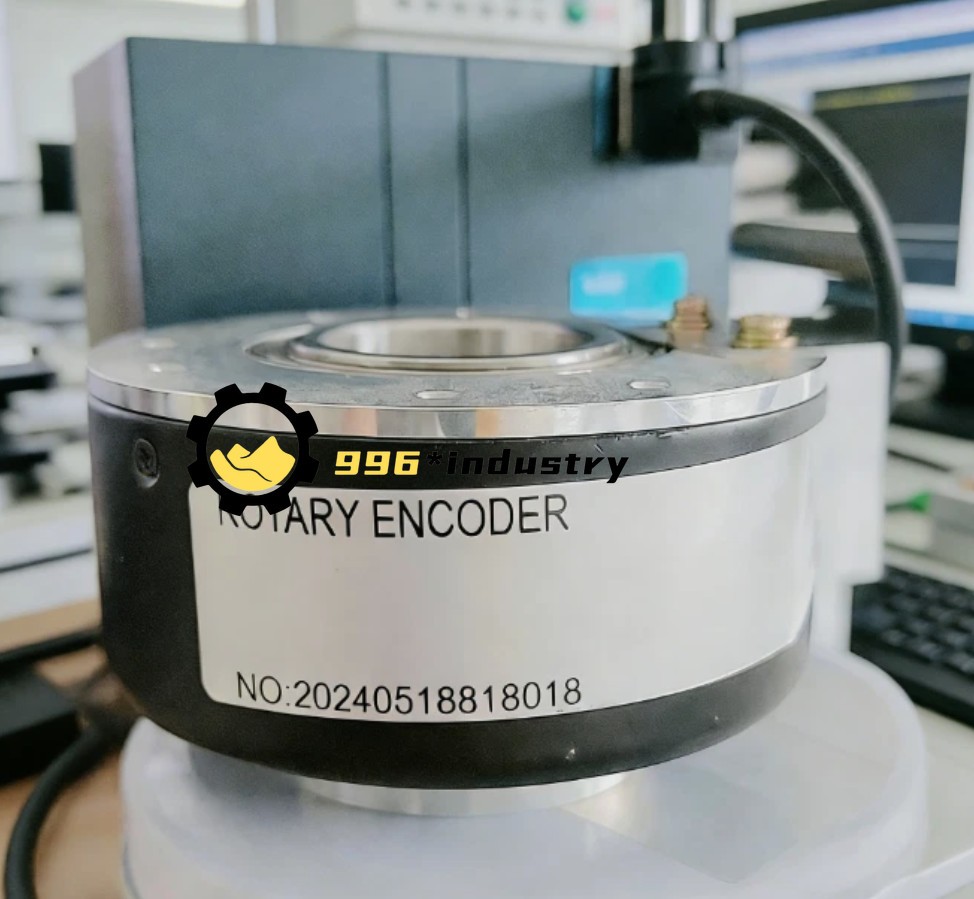 996*industry
ROTARY ENCODER
NO:20240518818018